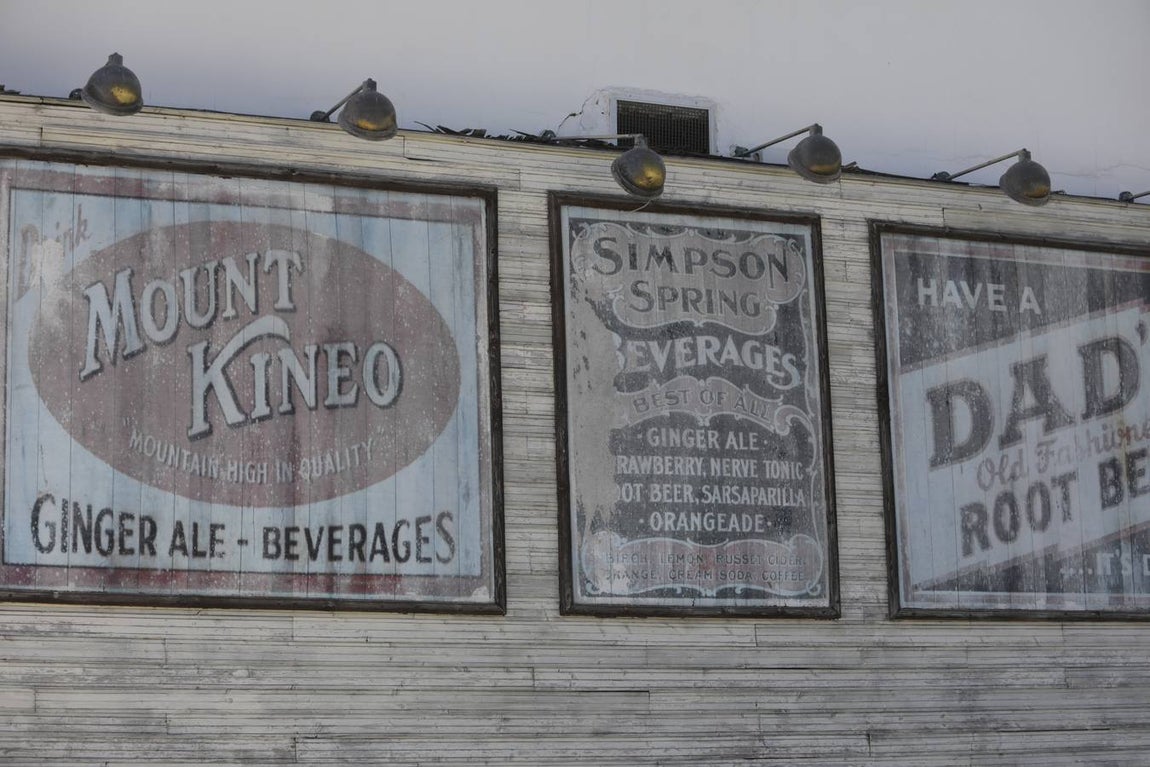 Drink
MOUNT
KINEO
"MOUNTAIN-HIGH IN QUALITY"
GINGER ALE - BEVERAGES
SIMPSON
SPRING
BEVERAGES
BEST OF ALL
· GINGER ALE ·
RAWBERRY, NERVE TONIC
OOT BEER, SARSAPARILLA
· ORANGEADE ·
BIRCH, LEMON, RUSSET CIDER,
ORANGE, CREAM SODA, COFFEE
HAVE A
DAD'
Old Fashione
ROOT BE
...IT'S